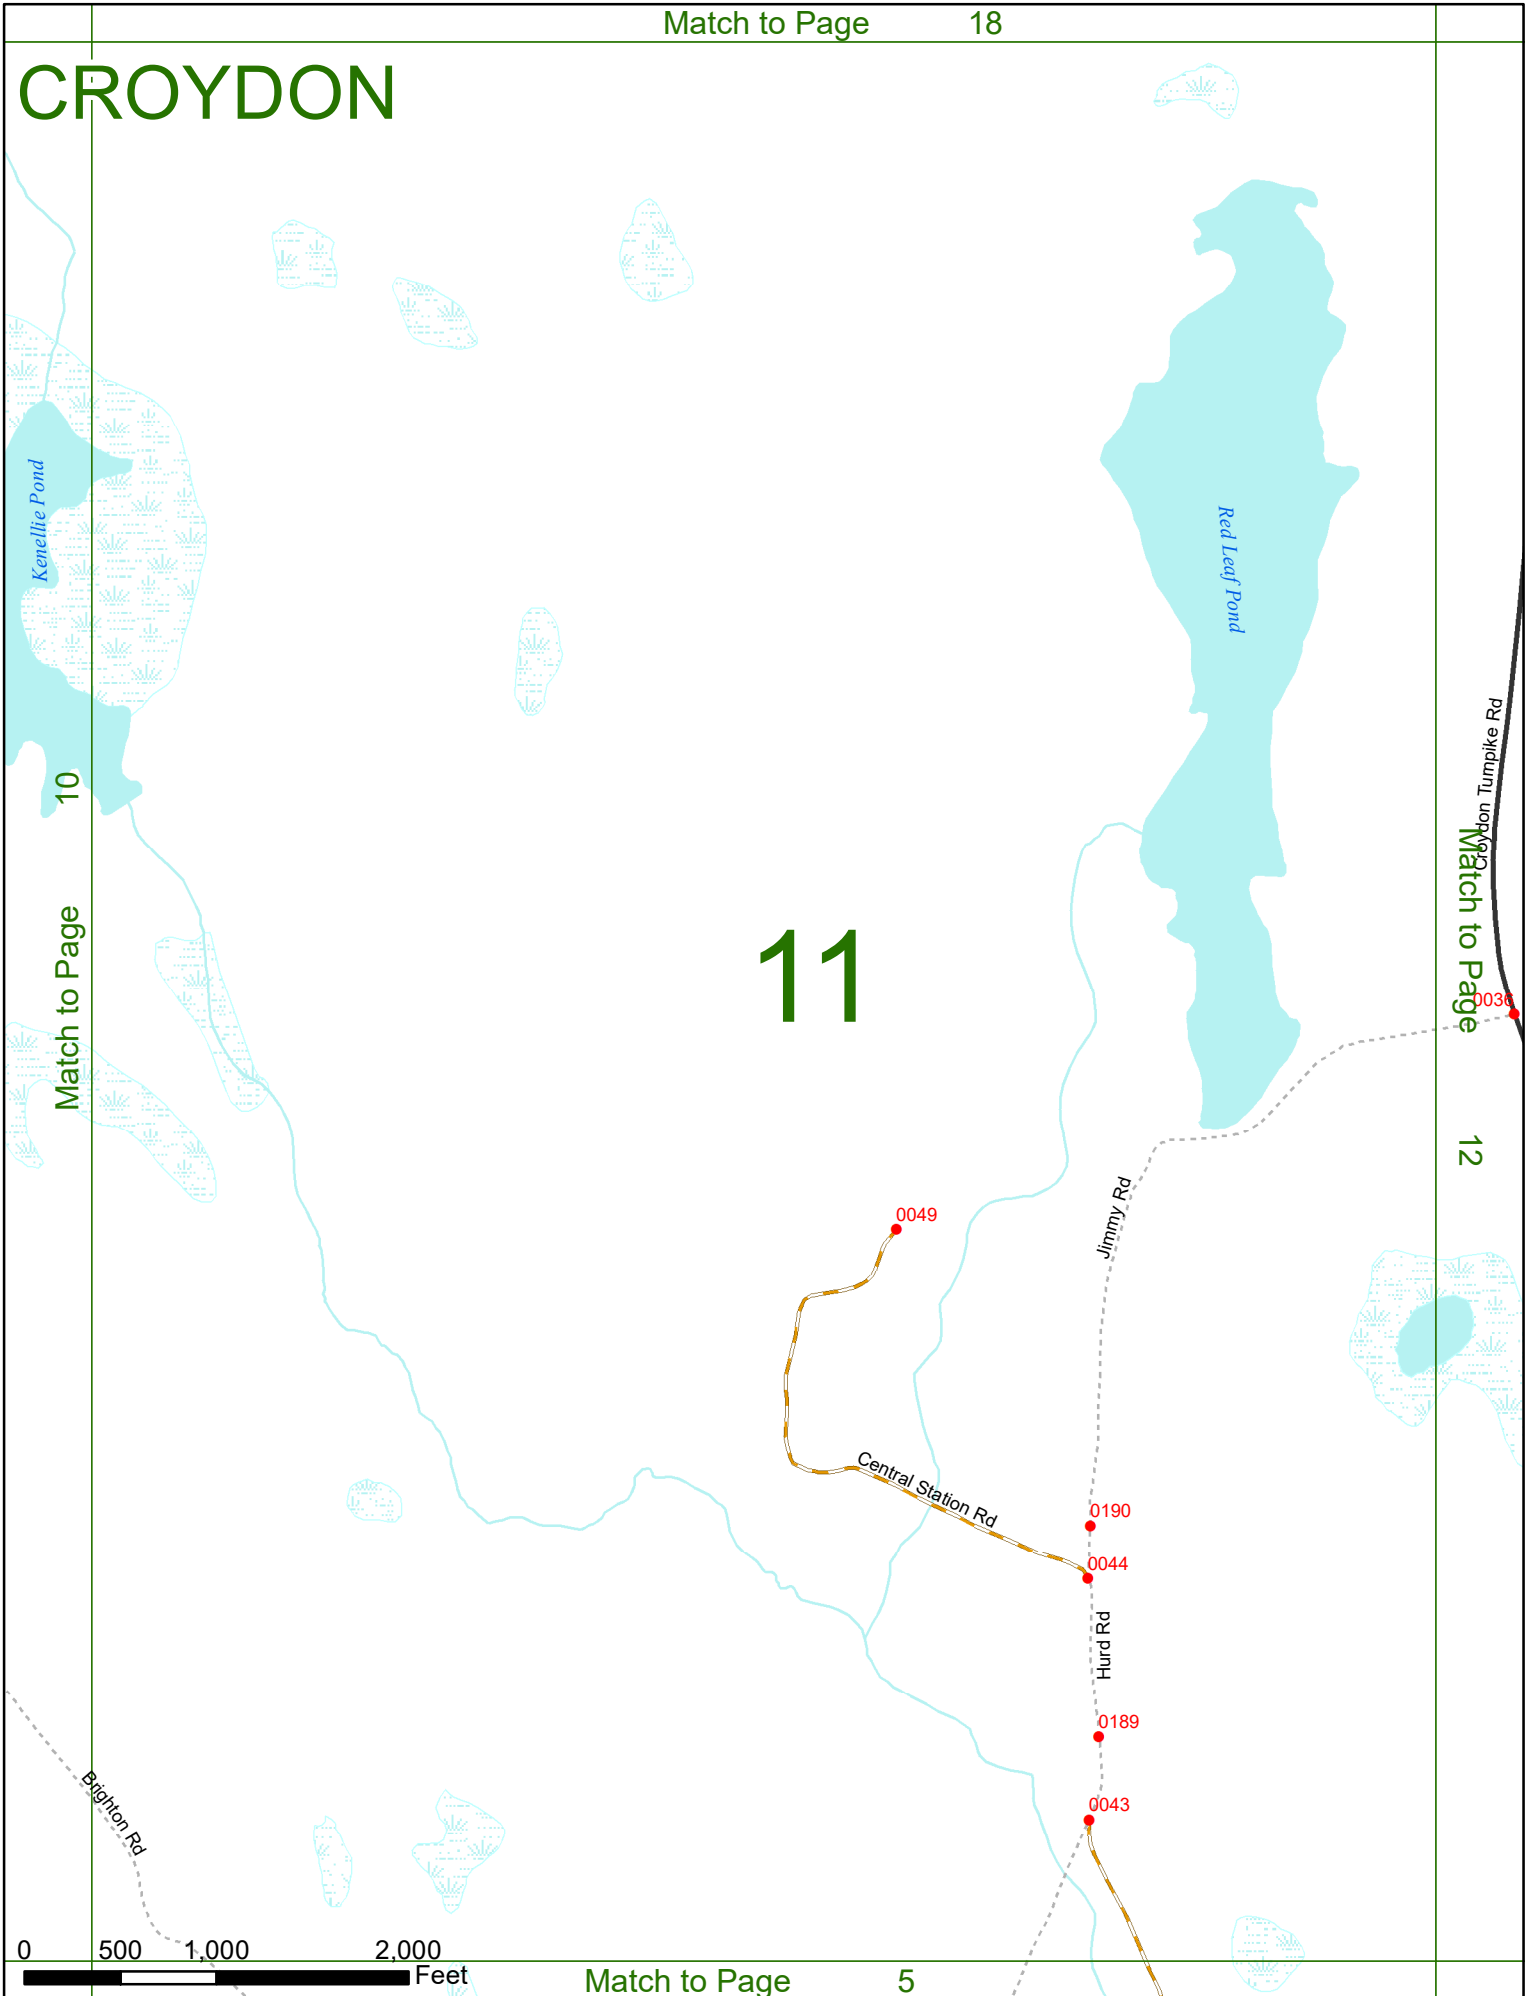 Match to Page 18
CROYDON
Kenellie Pond
Red Leaf Pond
Croydon Turnpike Rd
Match to Page 10
11
Match to Page 12
0036
Jimmy Rd
0049
Central Station Rd
0190
0044
Hurd Rd
0189
0043
Brighton Rd
0 500 1,000 2,000
Feet
Match to Page 5